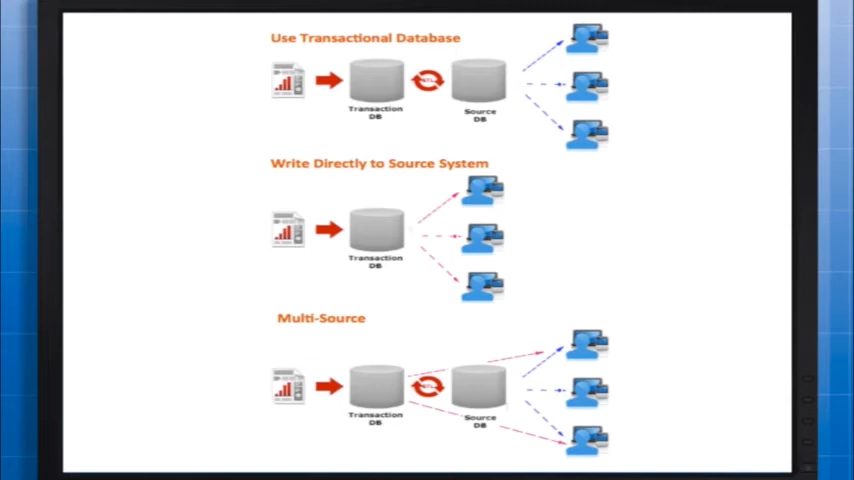 Use Transactional Database
Transaction
DB
Source
DB
Write Directly to Source System
Transaction
DB
Multi-Source
Transaction
DB
Source
DB